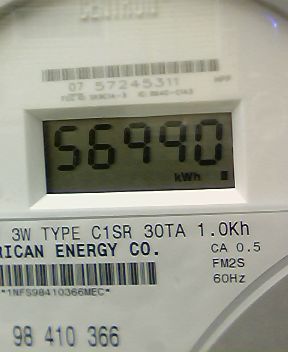 CENTRON
07 57245311
56990
kWh
3W TYPE C1SR 30TA 1.0Kh
RICAN ENERGY CO.
CA 0.5
FM2S
60Hz
*1NFS98410366MEC*
98 410 366